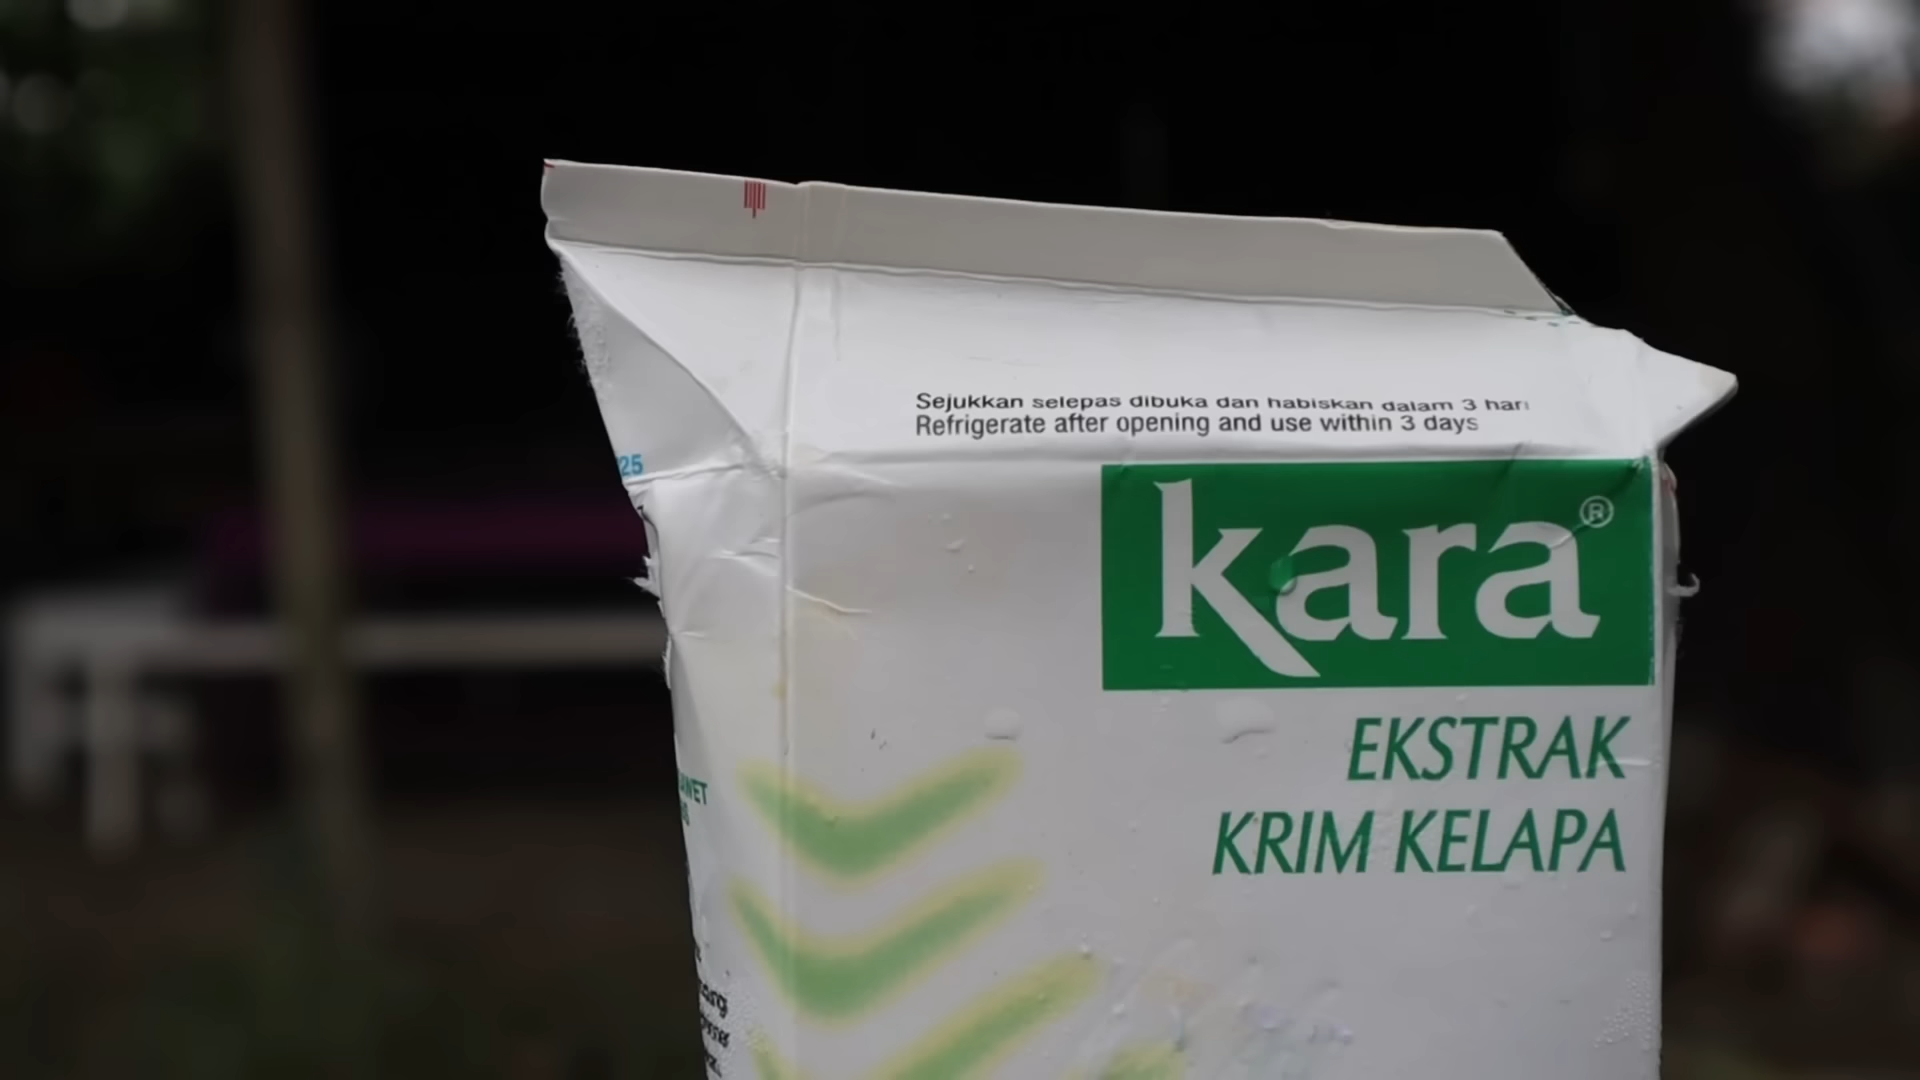 Sejukkan selepas dibuka dan habiskan dalam 3 hari
Refrigerate after opening and use within 3 days
25
kara®
EKSTRAK
KRIM KELAPA